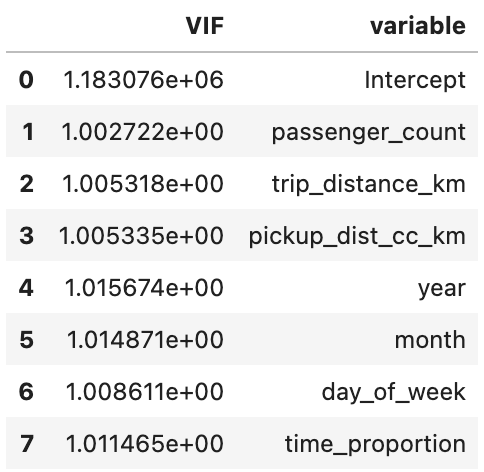 VIF variable
0 1.183076e+06 Intercept
1 1.002722e+00 passenger_count
2 1.005318e+00 trip_distance_km
3 1.005335e+00 pickup_dist_cc_km
4 1.015674e+00 year
5 1.014871e+00 month
6 1.008611e+00 day_of_week
7 1.011465e+00 time_proportion